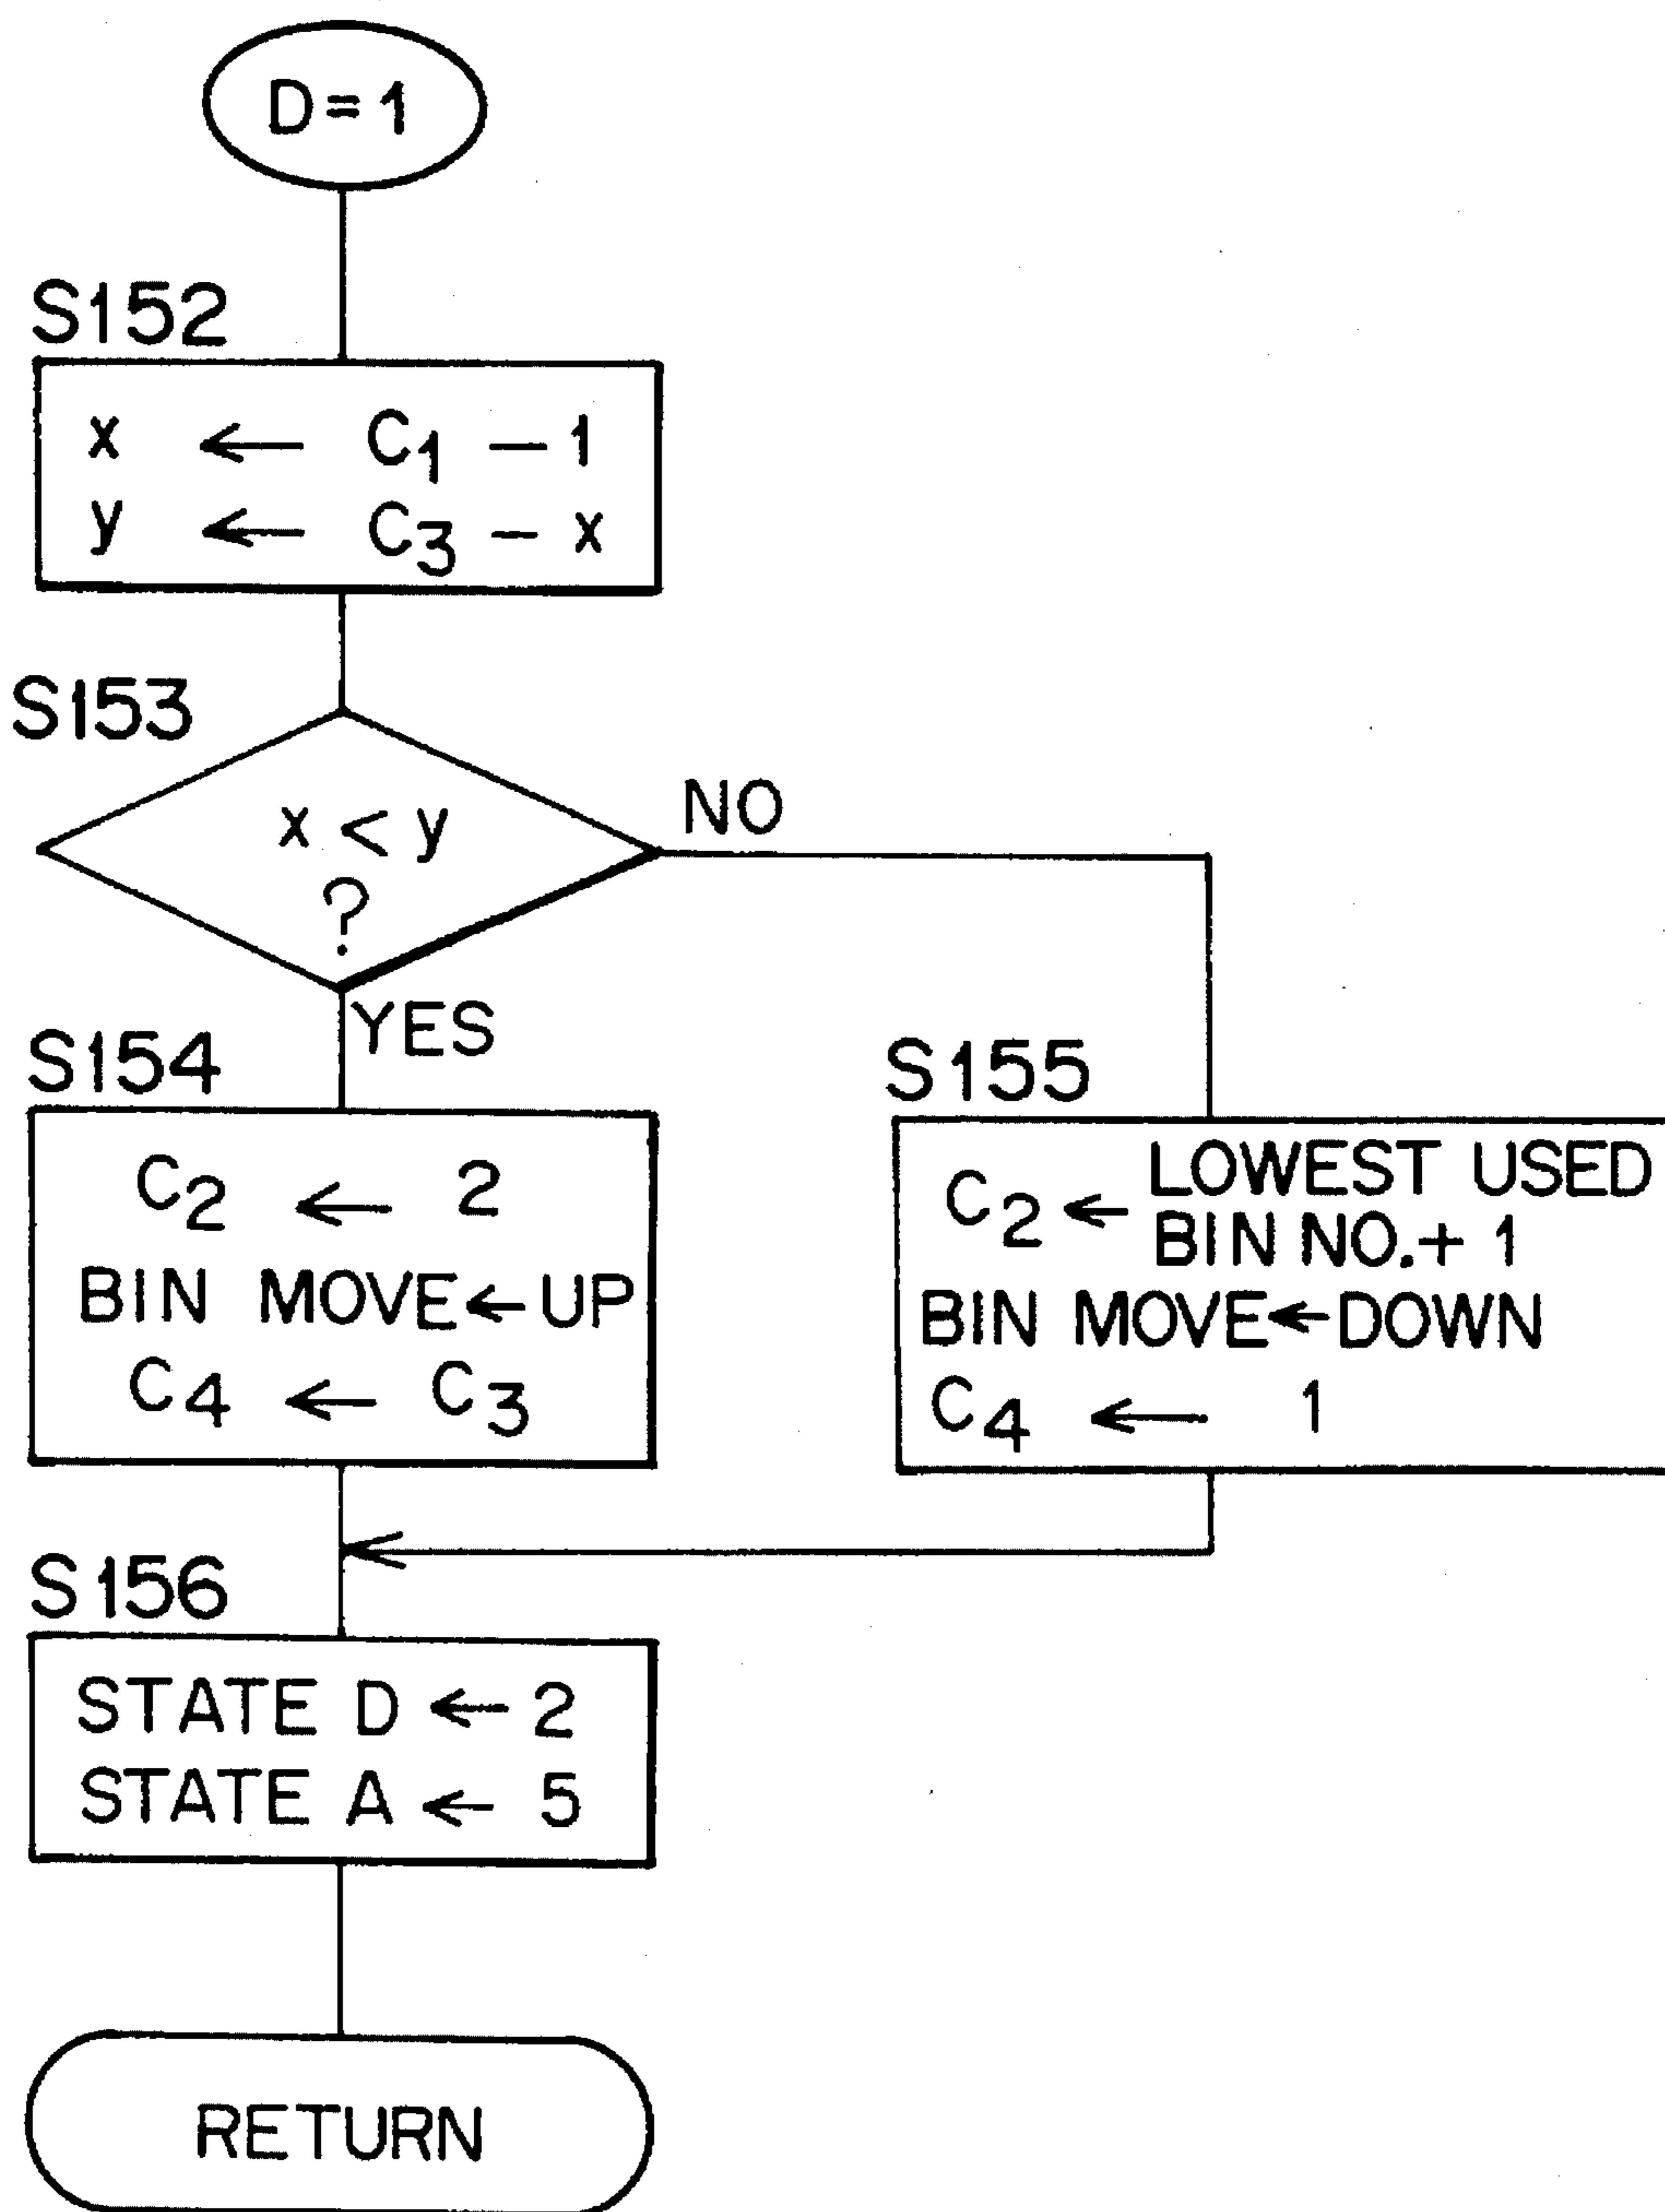 D=1
S152
x ← C₁ − 1
y ← C₃ − x
S153
x < y
?
NO
YES
S154
C₂ ← 2
BIN MOVE←UP
C₄ ← C₃
S155
C₂ ← LOWEST USED
BIN NO.+ 1
BIN MOVE←DOWN
C₄ ← 1
S156
STATE D ← 2
STATE A ← 5
RETURN